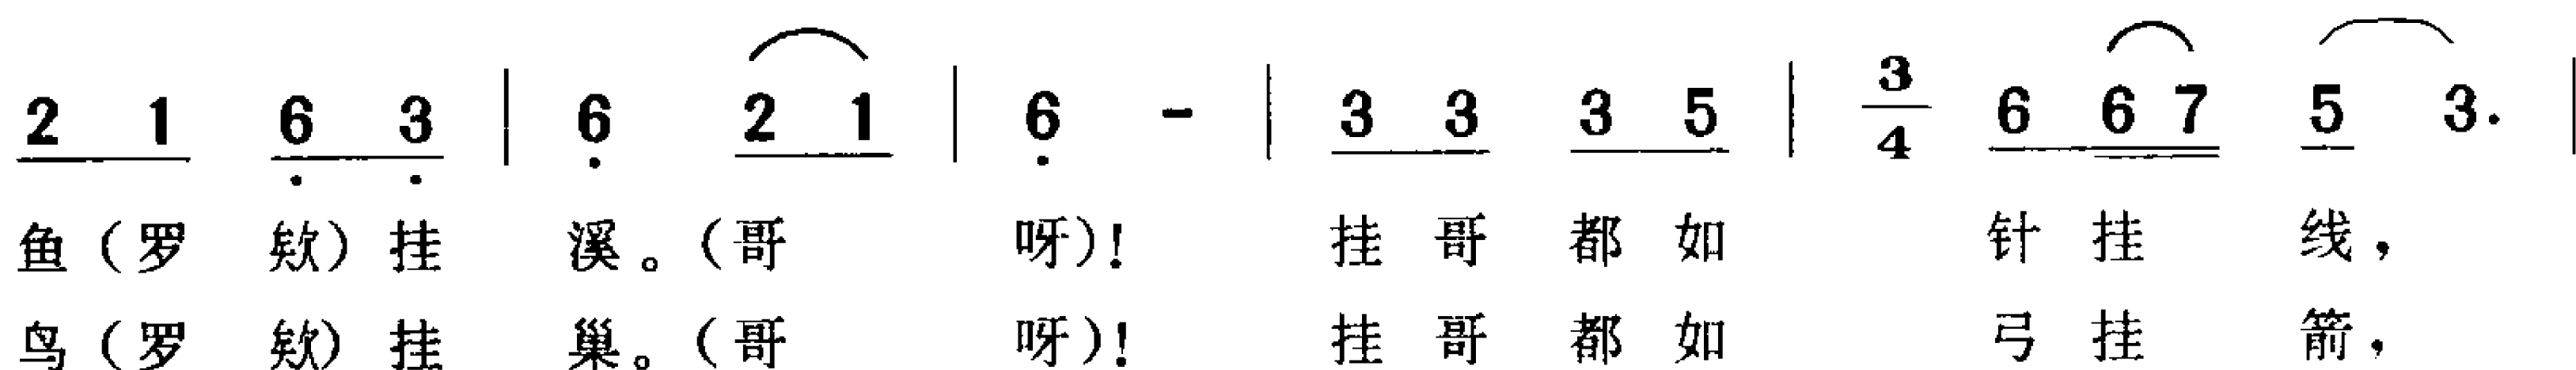 2 1 6 3 | 6 2 1 | 6 - | 3 3 3 5 | 3/4 6 6 7 5 3. |
鱼（罗 欸）挂 溪。（哥 呀）！ 挂 哥 都 如 针 挂 线，
鸟（罗 欸）挂 巢。（哥 呀）！ 挂 哥 都 如 弓 挂 箭，